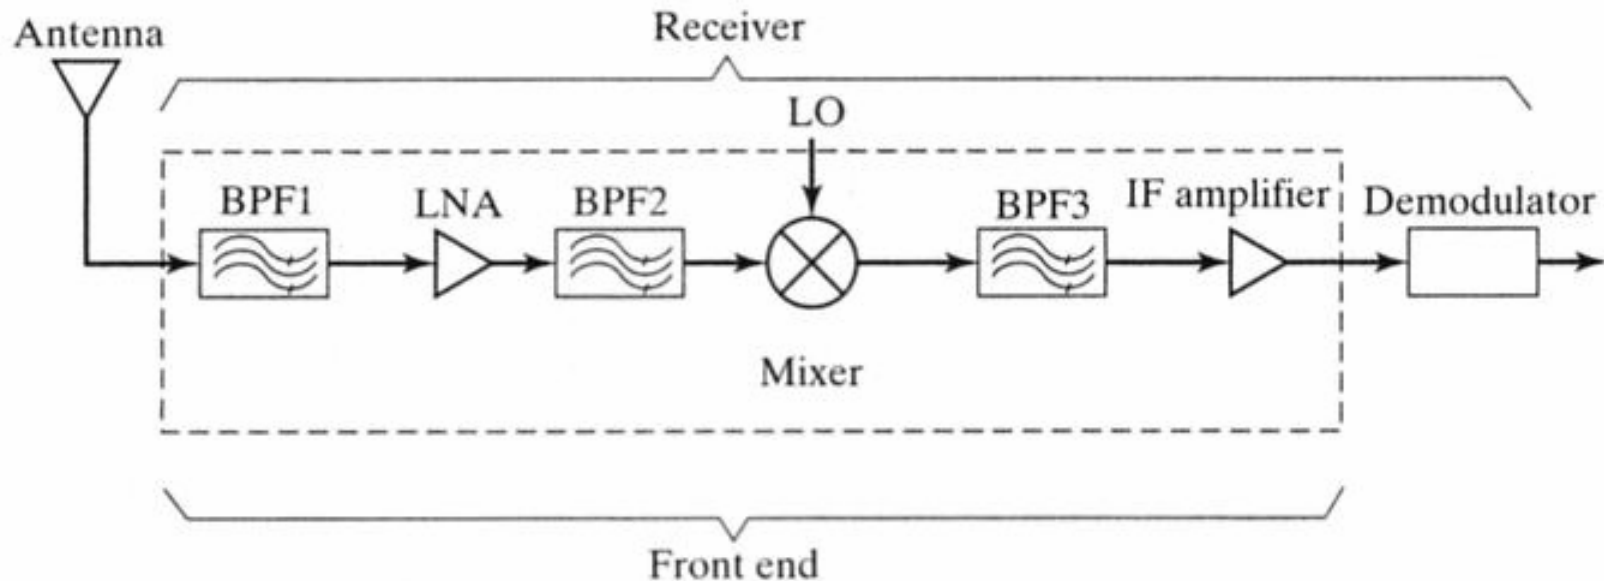 Antenna
Receiver
LO
BPF1
LNA
BPF2
BPF3
IF amplifier
Demodulator
Mixer
Front end